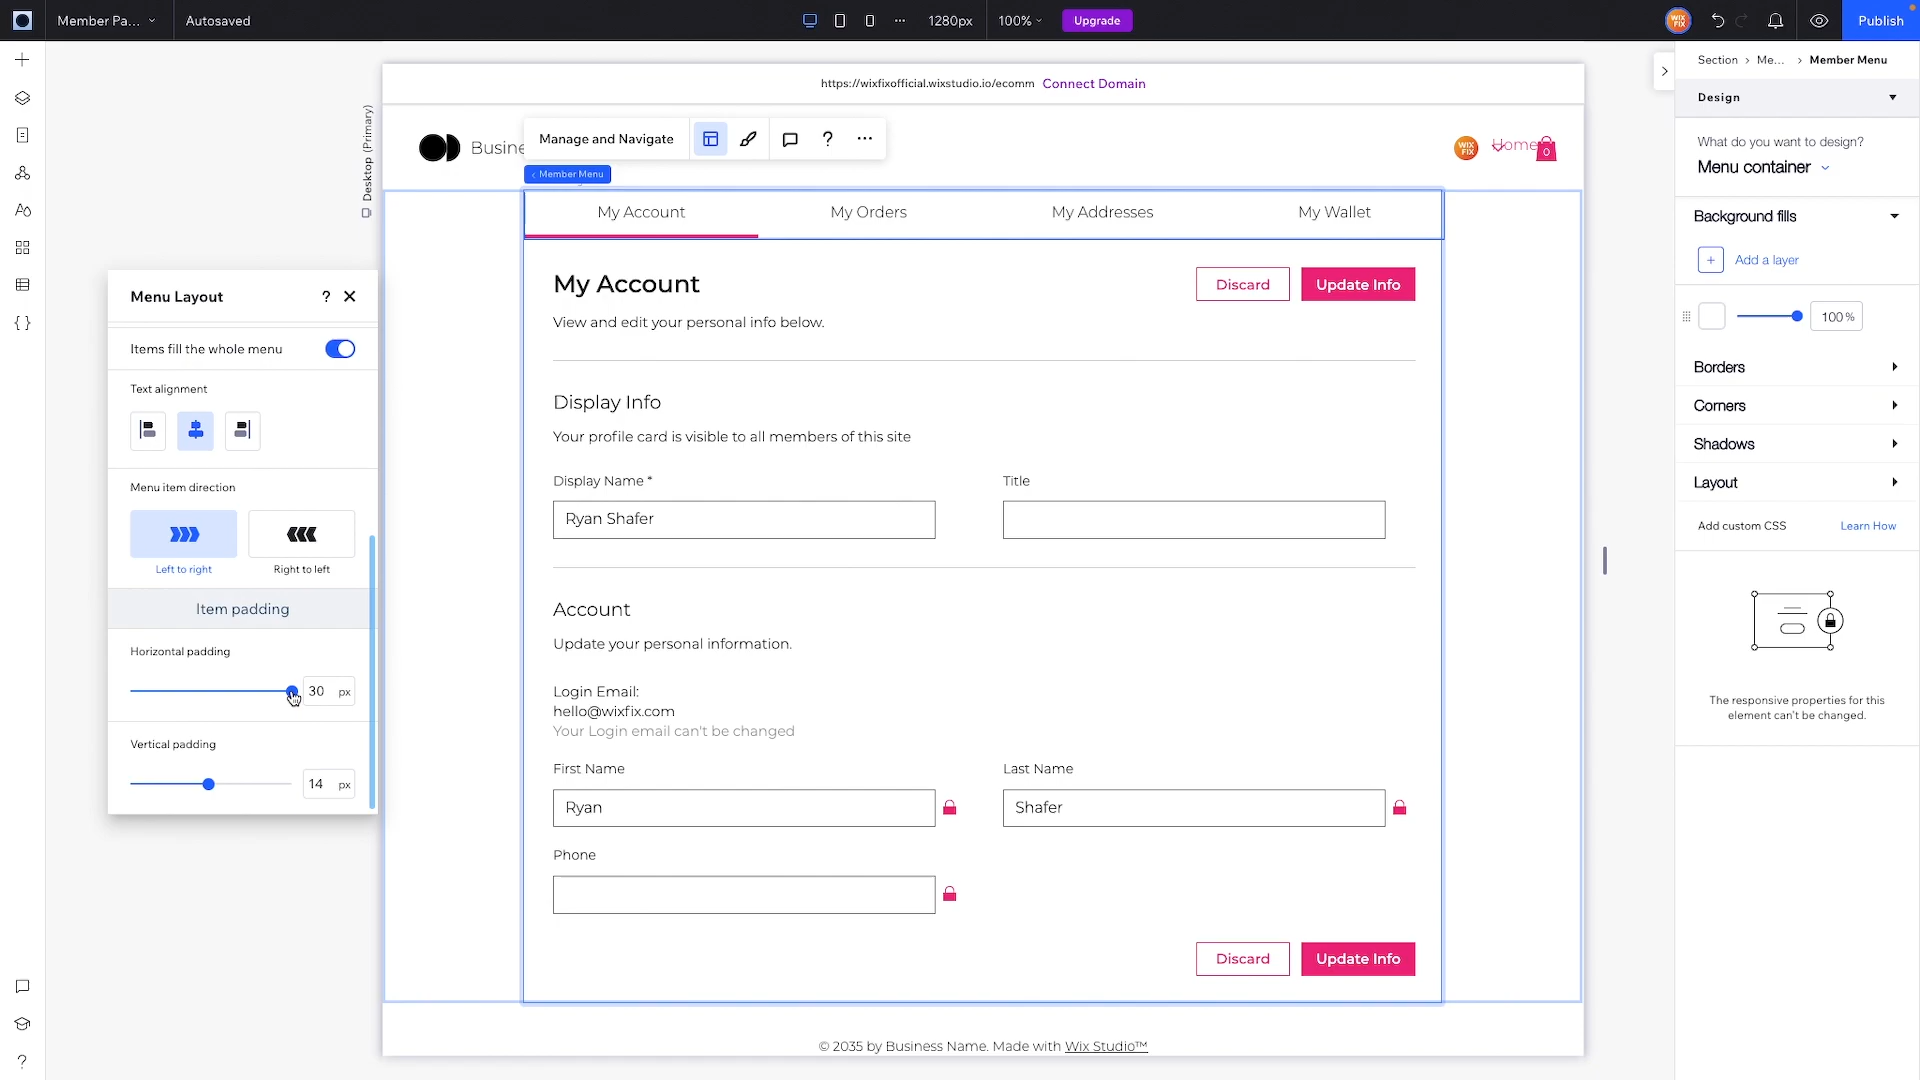 Member Pa...
Autosaved
1280px
100%
Upgrade
WIX FIX
Publish
https://wixfixofficial.wixstudio.io/ecomm Connect Domain
Section > Me... > Member Menu
Design
What do you want to design?
Menu container
Background fills
+ Add a layer
100 %
Borders
Corners
Shadows
Layout
Add custom CSS Learn How
The responsive properties for this
element can't be changed.
Desktop (Primary)
Busine
Manage and Navigate
?
Member Menu
WIX FIX
Home
0
My Account My Orders My Addresses My Wallet
My Account
Discard Update Info
View and edit your personal info below.
Display Info
Your profile card is visible to all members of this site
Display Name * Title
Ryan Shafer
Account
Update your personal information.
Login Email:
hello@wixfix.com
Your Login email can't be changed
First Name Last Name
Ryan Shafer
Phone
Discard Update Info
© 2035 by Business Name. Made with Wix Studio™
Menu Layout ?
Items fill the whole menu
Text alignment
Menu item direction
Left to right Right to left
Item padding
Horizontal padding
30 px
Vertical padding
14 px
?